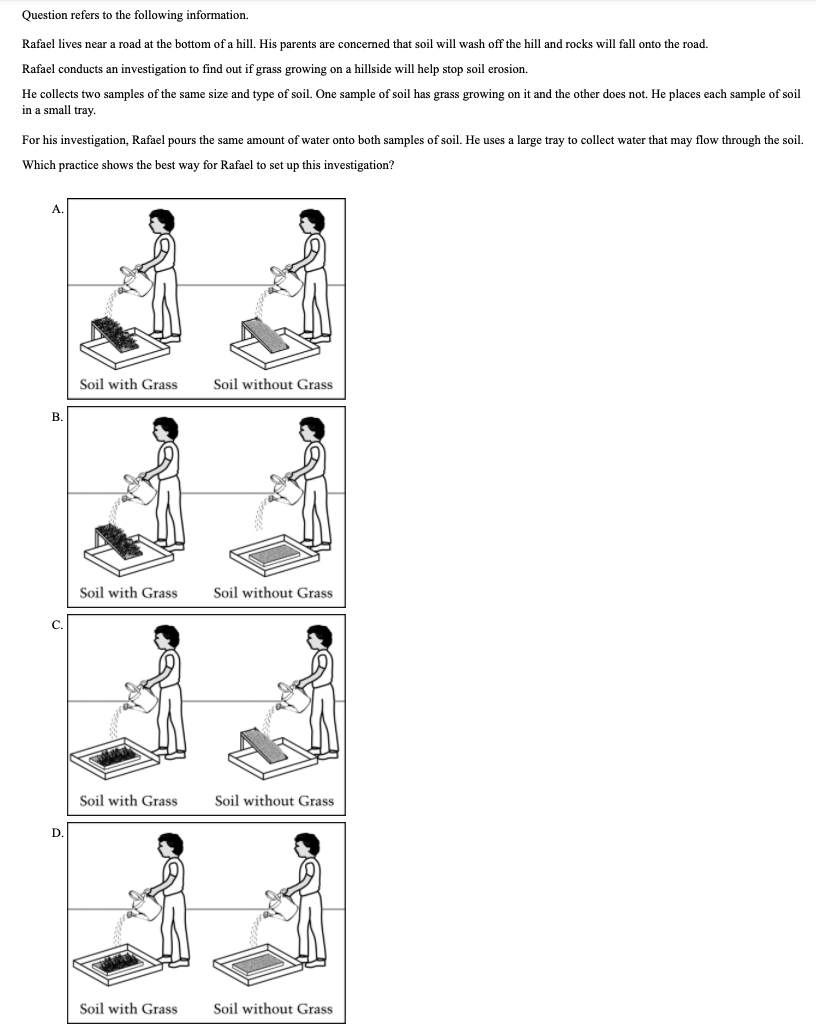 Question refers to the following information.
Rafael lives near a road at the bottom of a hill. His parents are concerned that soil will wash off the hill and rocks will fall onto the road.
Rafael conducts an investigation to find out if grass growing on a hillside will help stop soil erosion.
He collects two samples of the same size and type of soil. One sample of soil has grass growing on it and the other does not. He places each sample of soil
in a small tray.
For his investigation, Rafael pours the same amount of water onto both samples of soil. He uses a large tray to collect water that may flow through the soil.
Which practice shows the best way for Rafael to set up this investigation?
A.
Soil with Grass Soil without Grass
B.
Soil with Grass Soil without Grass
C.
Soil with Grass Soil without Grass
D.
Soil with Grass Soil without Grass